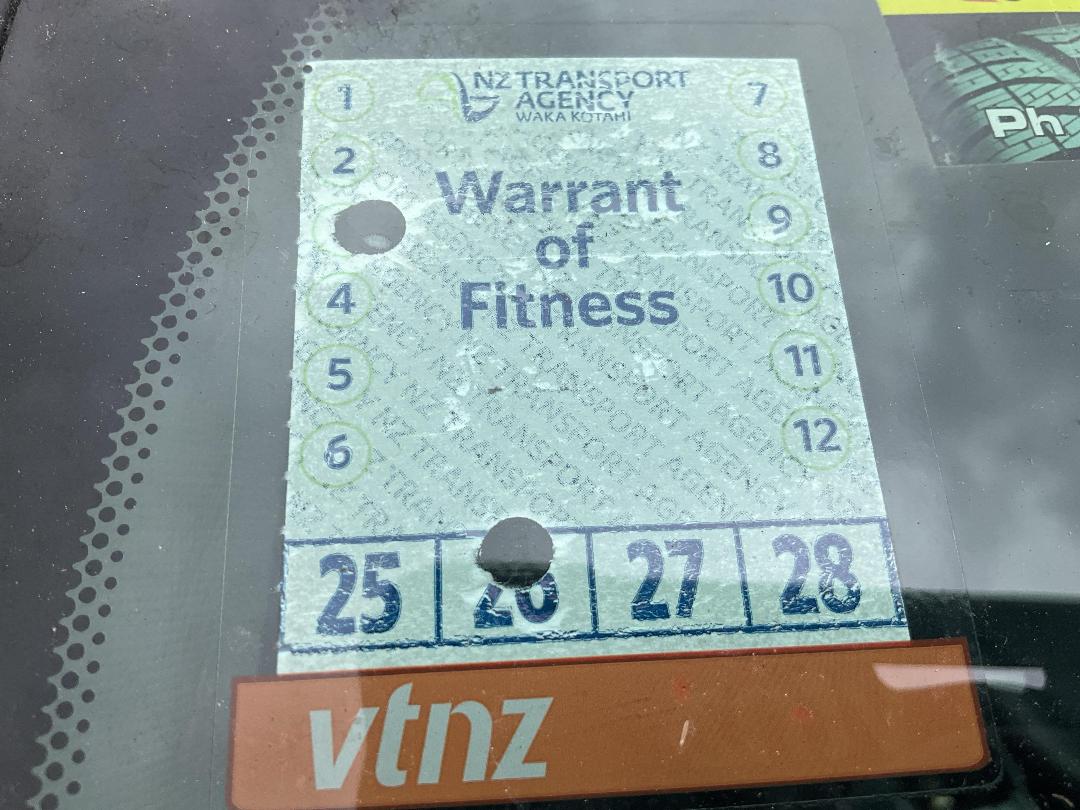 NZ TRANSPORT
AGENCY
WAKA KOTAHI
Warrant
of
Fitness
1
2
4
5
6
7
8
9
10
11
12
25 26 27 28
vtnz
Ph